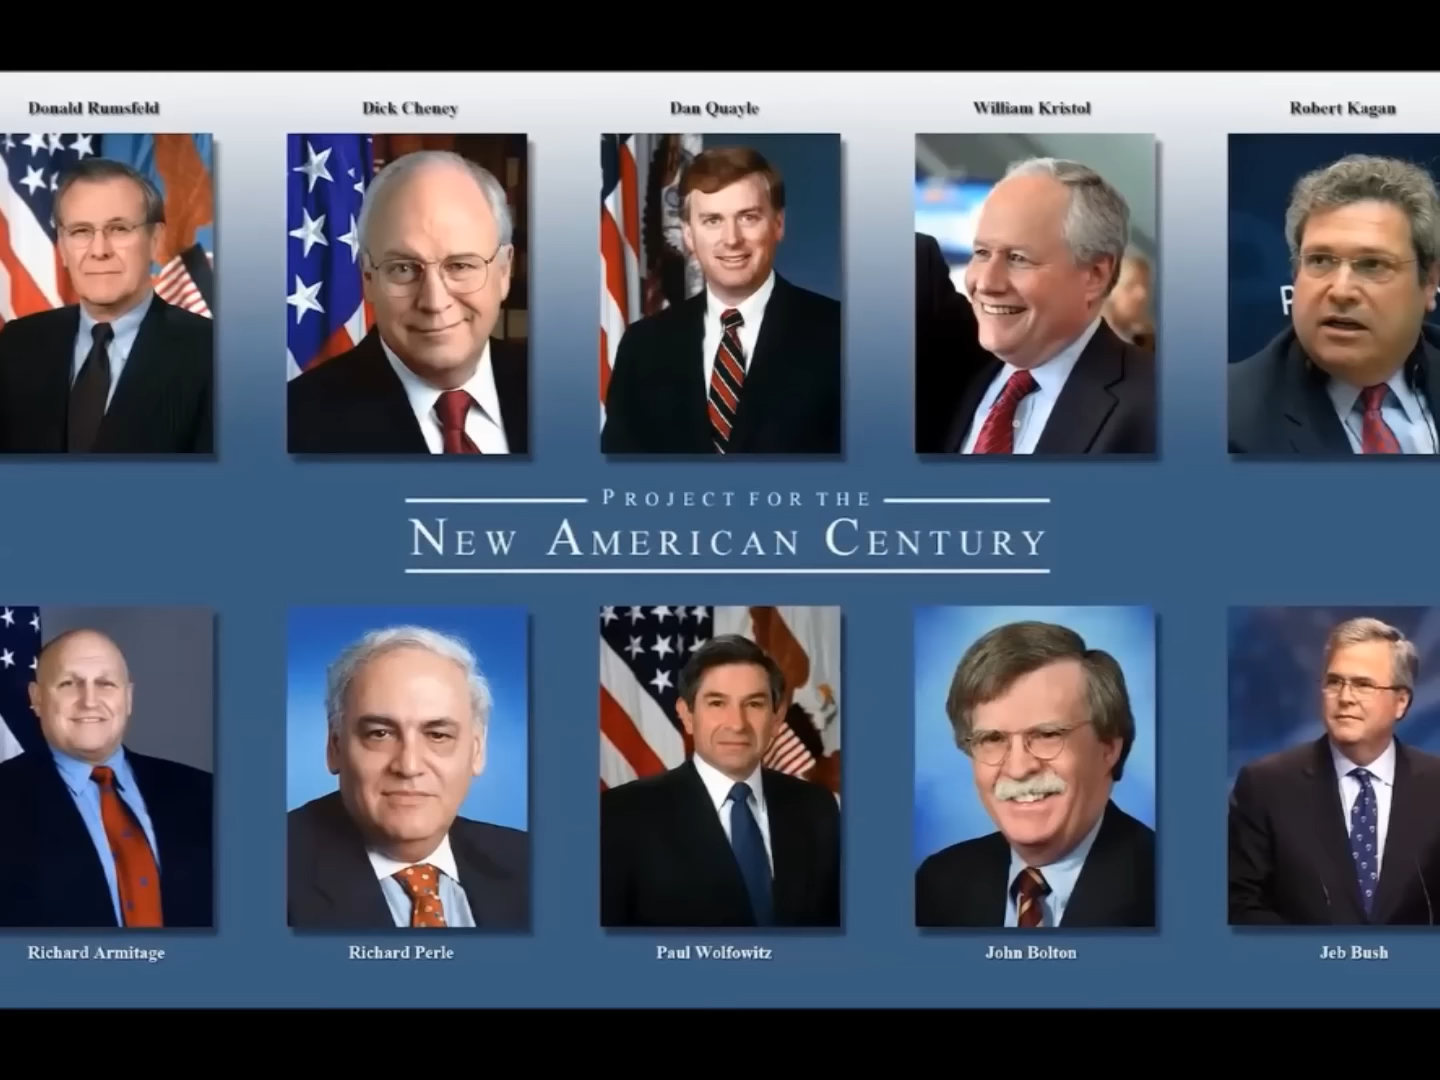 Donald Rumsfeld
Dick Cheney
Dan Quayle
William Kristol
Robert Kagan
P
PROJECT FOR THE
NEW AMERICAN CENTURY
Richard Armitage
Richard Perle
Paul Wolfowitz
John Bolton
Jeb Bush